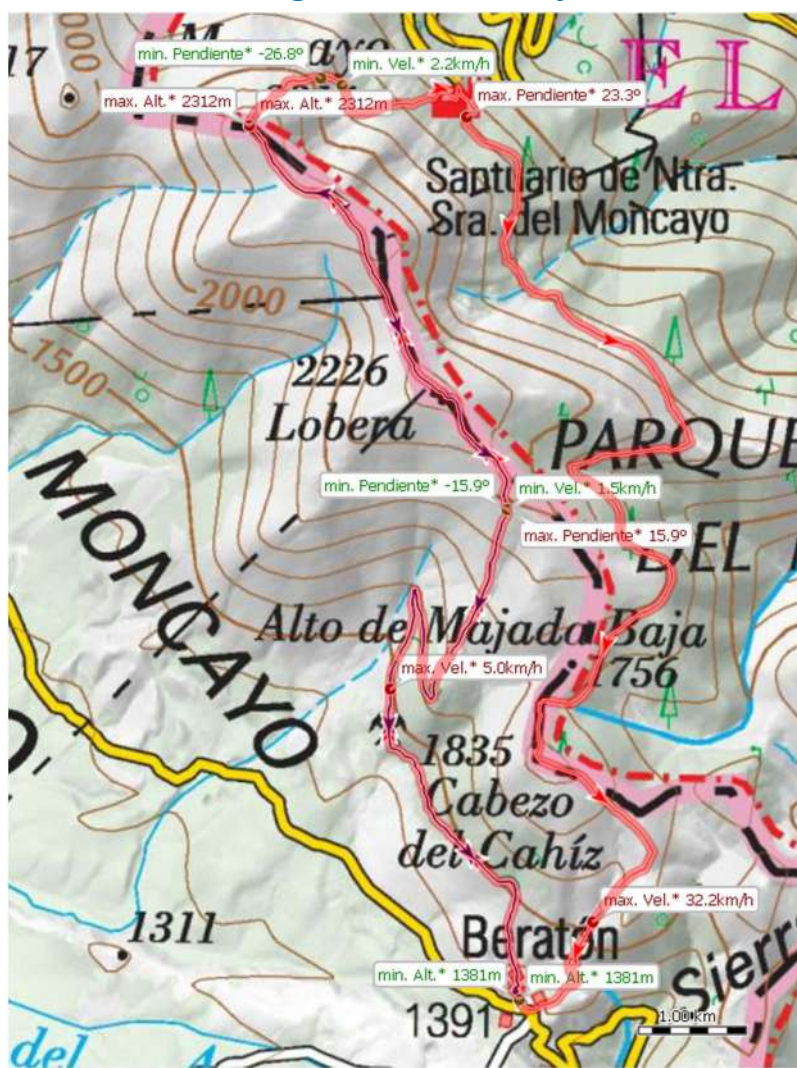 2000
17
min. Pendiente* -26.8º
min. Vel.* 2.2km/h
max. Alt.* 2312m
max. Alt.* 2312m
max. Pendiente* 23.3º
EL
Santuario de Ntra.
Sra. del Moncayo
2000
1500
2226
Lobera
MONCAYO
PARQUE
min. Pendiente* -15.9º
min. Vel.* 1.5km/h
max. Pendiente* 15.9º
DEL
Alto de Majada Baja
1756
max. Vel.* 5.0km/h
1835
Cabezo
del Cahíz
max. Vel.* 32.2km/h
1311
Beratón
min. Alt.* 1381m
min. Alt.* 1381m
Sierra
1391
1.00 km
del